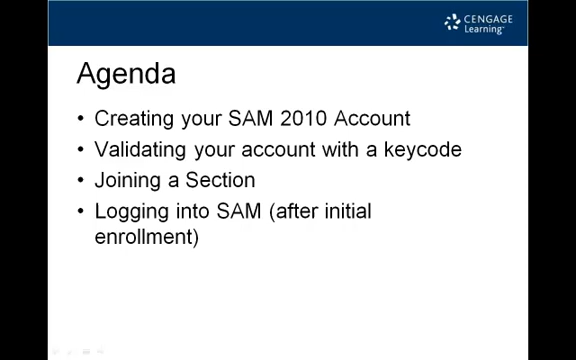 CENGAGE
Learning™
Agenda
• Creating your SAM 2010 Account
• Validating your account with a keycode
• Joining a Section
• Logging into SAM (after initial
enrollment)